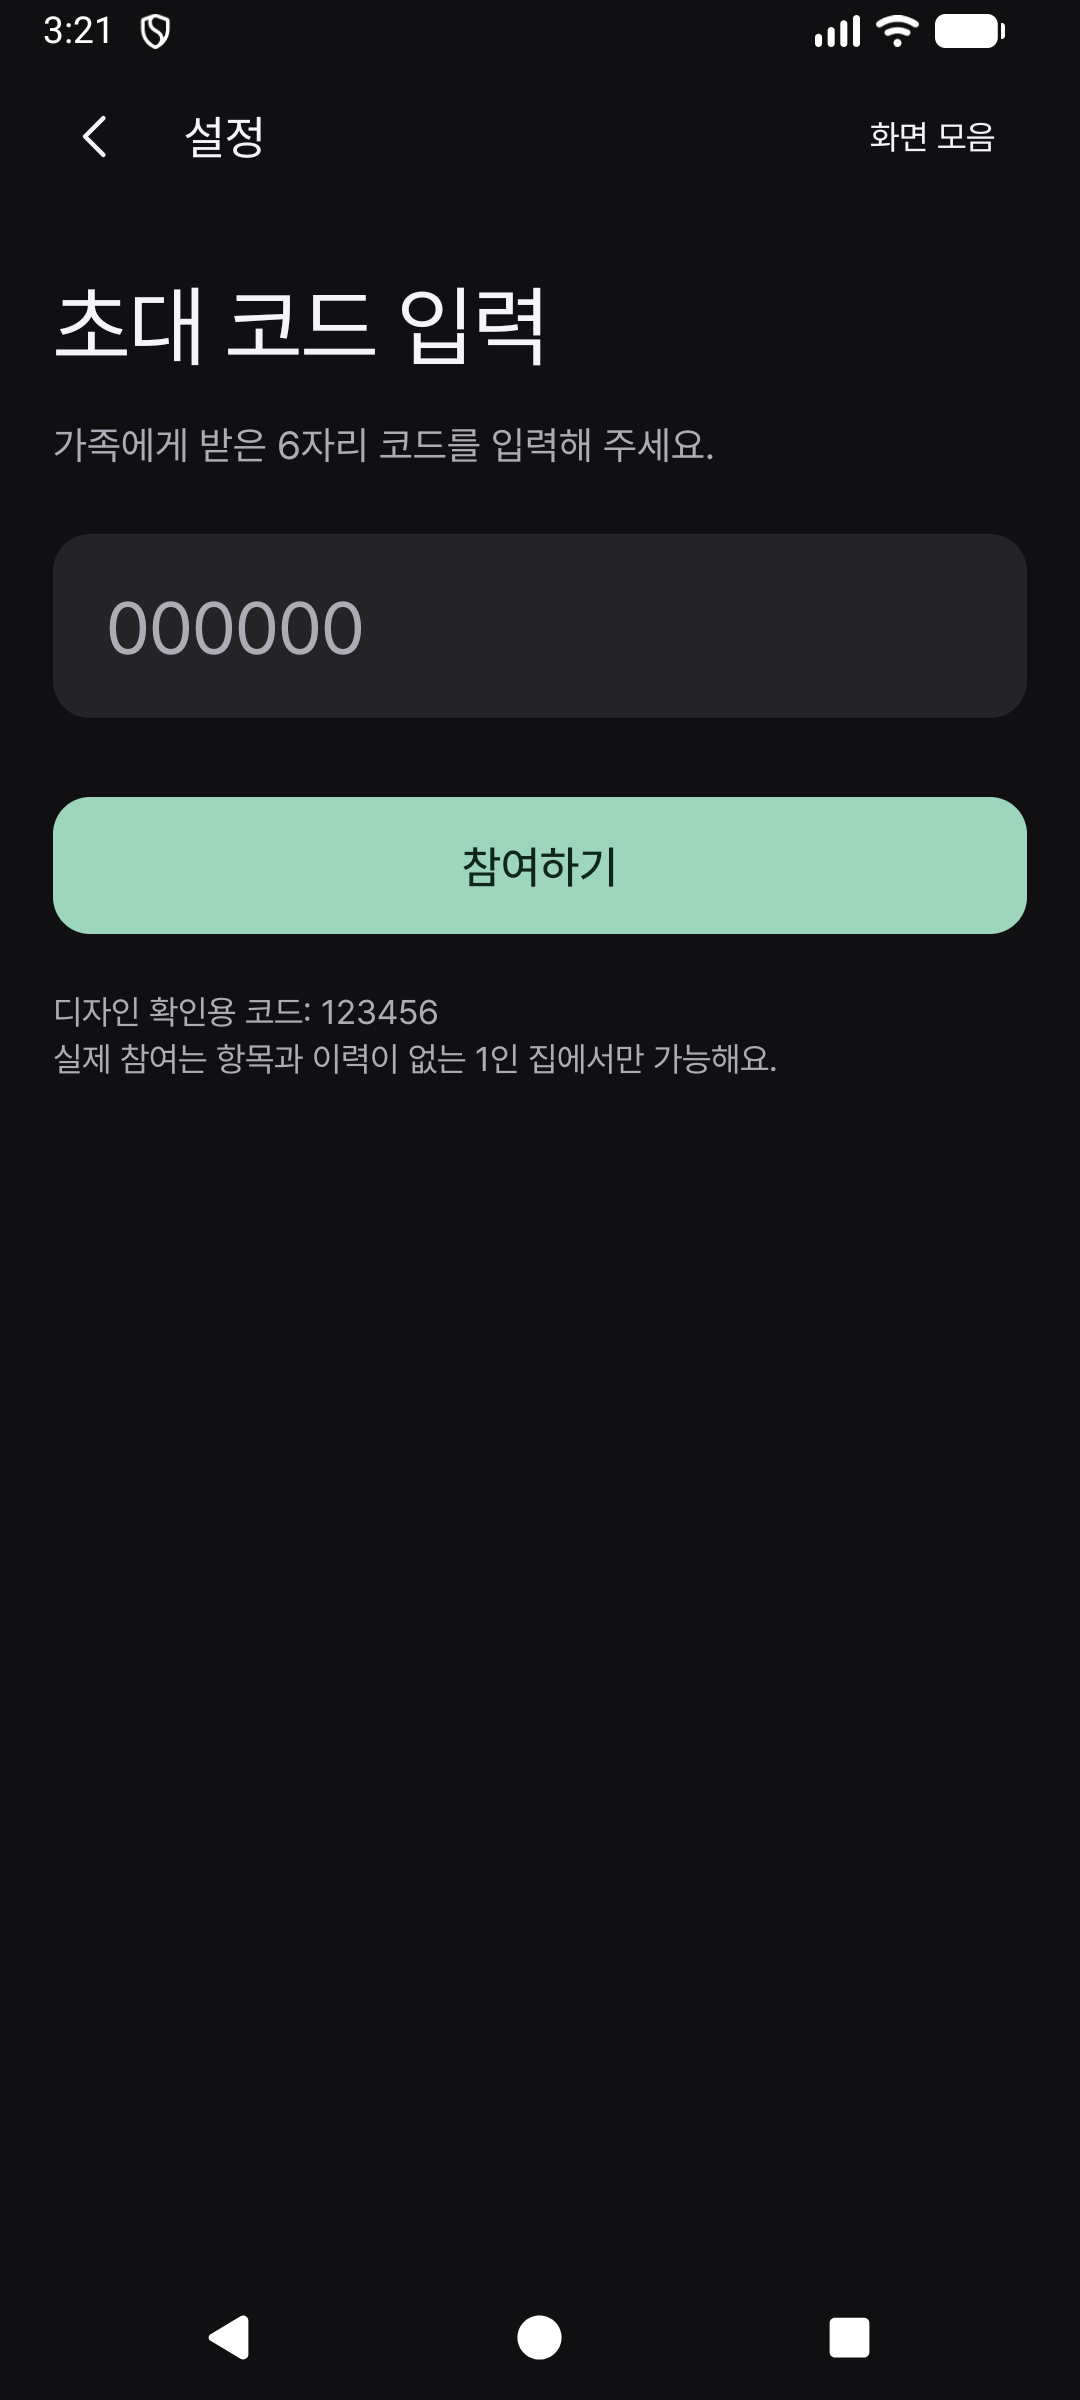 3:21
설정
화면 모음
초대 코드 입력
가족에게 받은 6자리 코드를 입력해 주세요.
000000
참여하기
디자인 확인용 코드: 123456
실제 참여는 항목과 이력이 없는 1인 집에서만 가능해요.